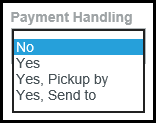 Payment Handling
No
Yes
Yes, Pickup by
Yes, Send to